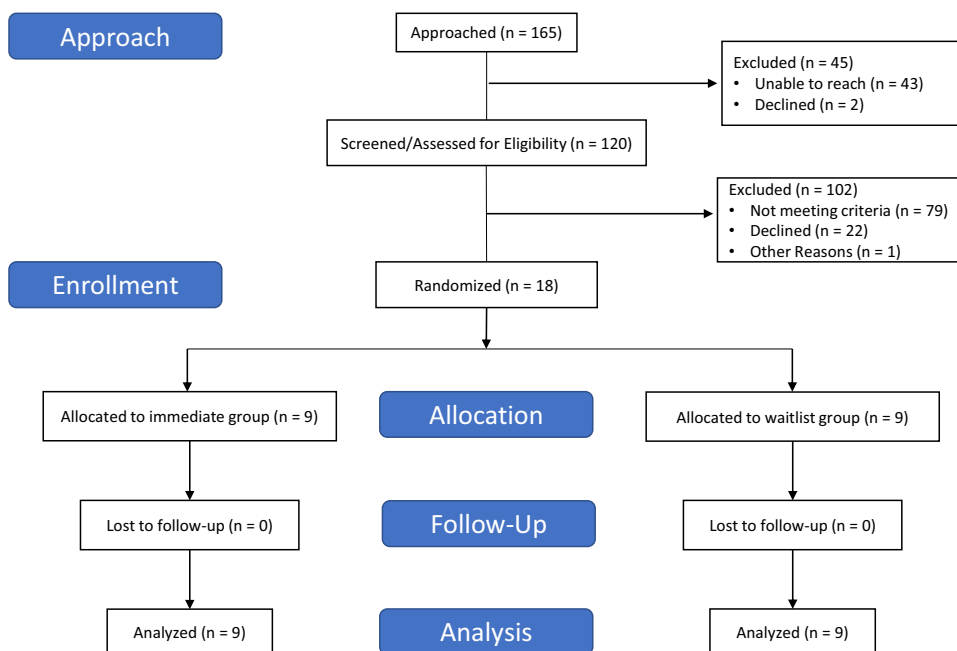 Approach
Approached (n = 165)
Excluded (n = 45)
• Unable to reach (n = 43)
• Declined (n = 2)
Screened/Assessed for Eligibility (n = 120)
Excluded (n = 102)
• Not meeting criteria (n = 79)
• Declined (n = 22)
• Other Reasons (n = 1)
Enrollment
Randomized (n = 18)
Allocated to immediate group (n = 9)
Allocation
Allocated to waitlist group (n = 9)
Lost to follow-up (n = 0)
Follow-Up
Lost to follow-up (n = 0)
Analyzed (n = 9)
Analysis
Analyzed (n = 9)